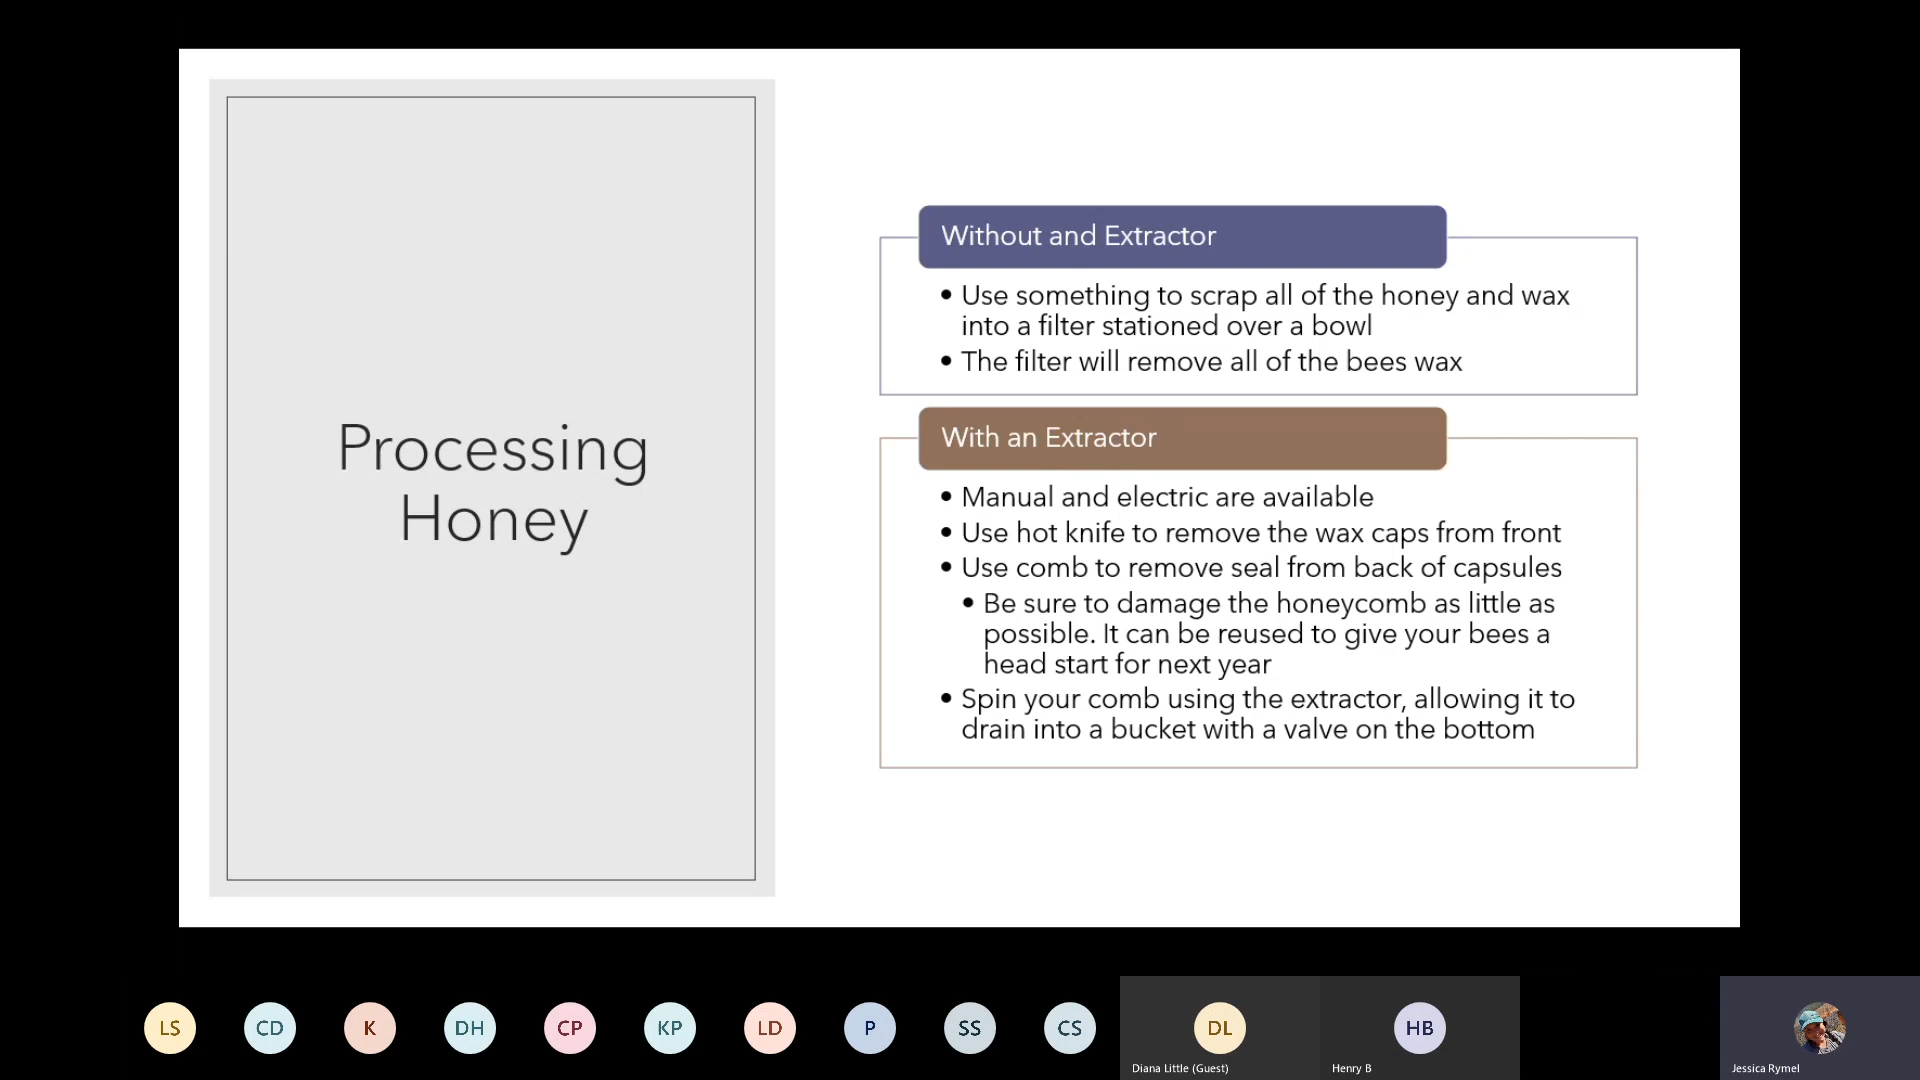 Processing
Honey
Without and Extractor
• Use something to scrap all of the honey and wax
into a filter stationed over a bowl
• The filter will remove all of the bees wax
With an Extractor
• Manual and electric are available
• Use hot knife to remove the wax caps from front
• Use comb to remove seal from back of capsules
• Be sure to damage the honeycomb as little as
possible. It can be reused to give your bees a
head start for next year
• Spin your comb using the extractor, allowing it to
drain into a bucket with a valve on the bottom
LS
CD
K
DH
CP
KP
LD
P
SS
CS
DL
HB
Diana Little (Guest)
Henry B
Jessica Rymel